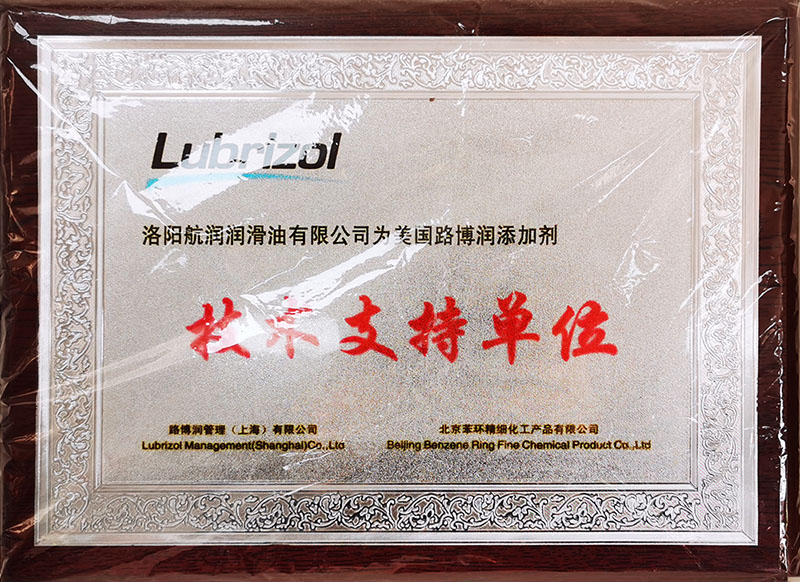 Lubrizol
洛阳航润润滑油有限公司为美国路博润添加剂
技术支持单位
路博润管理（上海）有限公司
Lubrizol Management(Shanghai)Co.,Ltd
北京苯环精细化工产品有限公司
Beijing Benzene Ring Fine Chemical Product Co.,Ltd